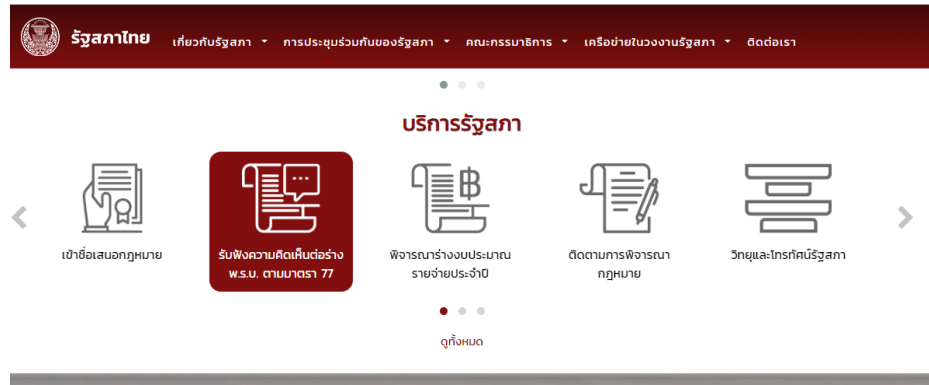 รัฐสภาไทย เกี่ยวกับรัฐสภา การประชุมร่วมกันของรัฐสภา คณะกรรมาธิการ เครือข่ายในวงงานรัฐสภา ติดต่อเรา
บริการรัฐสภา
เข้าชื่อเสนอกฎหมาย
รับฟังความคิดเห็นต่อร่าง
พ.ร.บ. ตามมาตรา 77
พิจารณาร่างงบประมาณ
รายจ่ายประจำปี
ติดตามการพิจารณา
กฎหมาย
วิทยุและโทรทัศน์รัฐสภา
ดูทั้งหมด